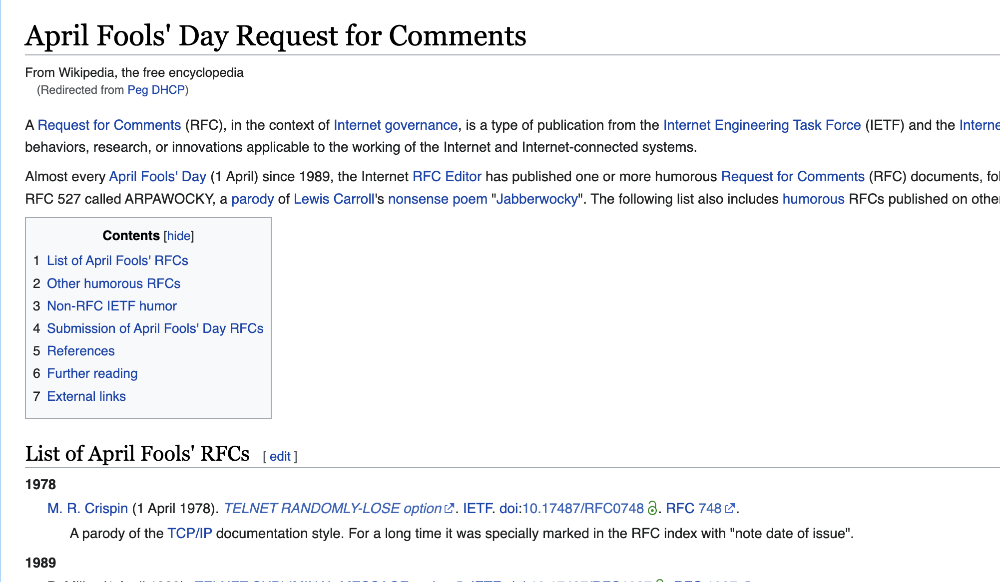 April Fools' Day Request for Comments
From Wikipedia, the free encyclopedia
(Redirected from Peg DHCP)
A Request for Comments (RFC), in the context of Internet governance, is a type of publication from the Internet Engineering Task Force (IETF) and the
behaviors, research, or innovations applicable to the working of the Internet and Internet-connected systems.
Almost every April Fools' Day (1 April) since 1989, the Internet RFC Editor has published one or more humorous Request for Comments (RFC) documents,
RFC 527 called ARPAWOCKY, a parody of Lewis Carroll's nonsense poem "Jabberwocky". The following list also includes humorous RFCs published on
Contents [hide]
1 List of April Fools' RFCs
2 Other humorous RFCs
3 Non-RFC IETF humor
4 Submission of April Fools' Day RFCs
5 References
6 Further reading
7 External links
List of April Fools' RFCs [ edit ]
1978
M. R. Crispin (1 April 1978). TELNET RANDOMLY-LOSE option. IETF. doi:10.17487/RFC0748. RFC 748.
A parody of the TCP/IP documentation style. For a long time it was specially marked in the RFC index with "note date of issue".
1989